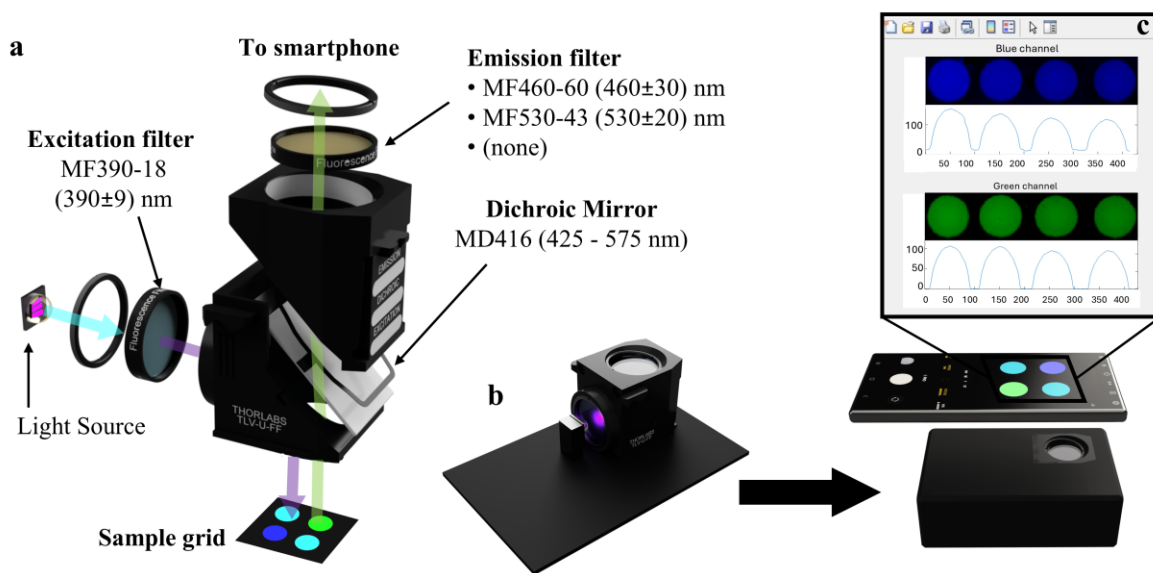 a
To smartphone
Emission filter
• MF460-60 (460±30) nm
• MF530-43 (530±20) nm
• (none)
Excitation filter
MF390-18
(390±9) nm
Dichroic Mirror
MD416 (425 - 575 nm)
Fluorescence
Fluorescence
EMISSION
DICHROIC
EXCITATION
THORLABS
TLV-U-FF
Light Source
Sample grid
b
THORLABS
TLV-U-FF
c
Blue channel
100
0
50 100 150 200 250 300 350 400
Green channel
100
50
0
0 50 100 150 200 250 300 350 400